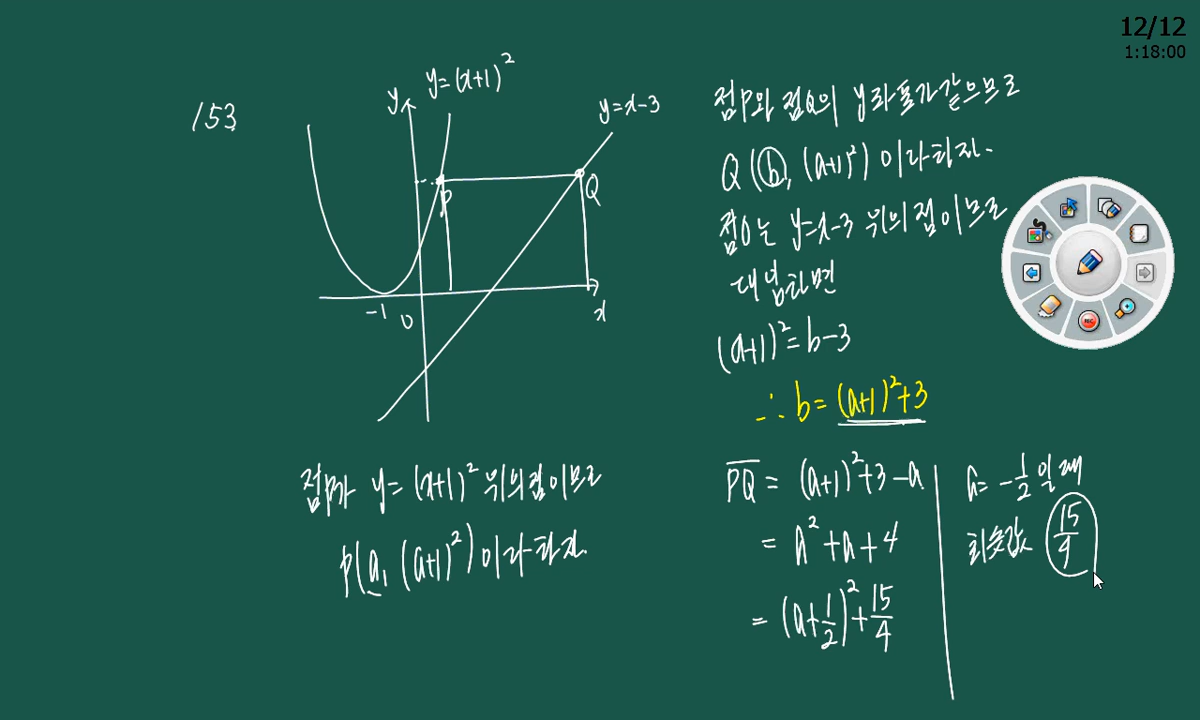 12/12
1:18:00
153
y=(x+1)²
y
y=x-3
P
Q
-1
0
x
점P가 y=(x+1)² 위의점이므로
P(a, (a+1)²)이라하자.
점P와 점Q의 y좌표가같으므로
Q(b, (a+1)²)이라하자.
점Q는 y=x-3 위의 점이므로
대입하면
(a+1)²=b-3
∴ b=(a+1)²+3
PQ = (a+1)²+3-a
= a²+a+4
= (a+1/2)²+15/4
a=-1/2일 때
최솟값 15/4
REC